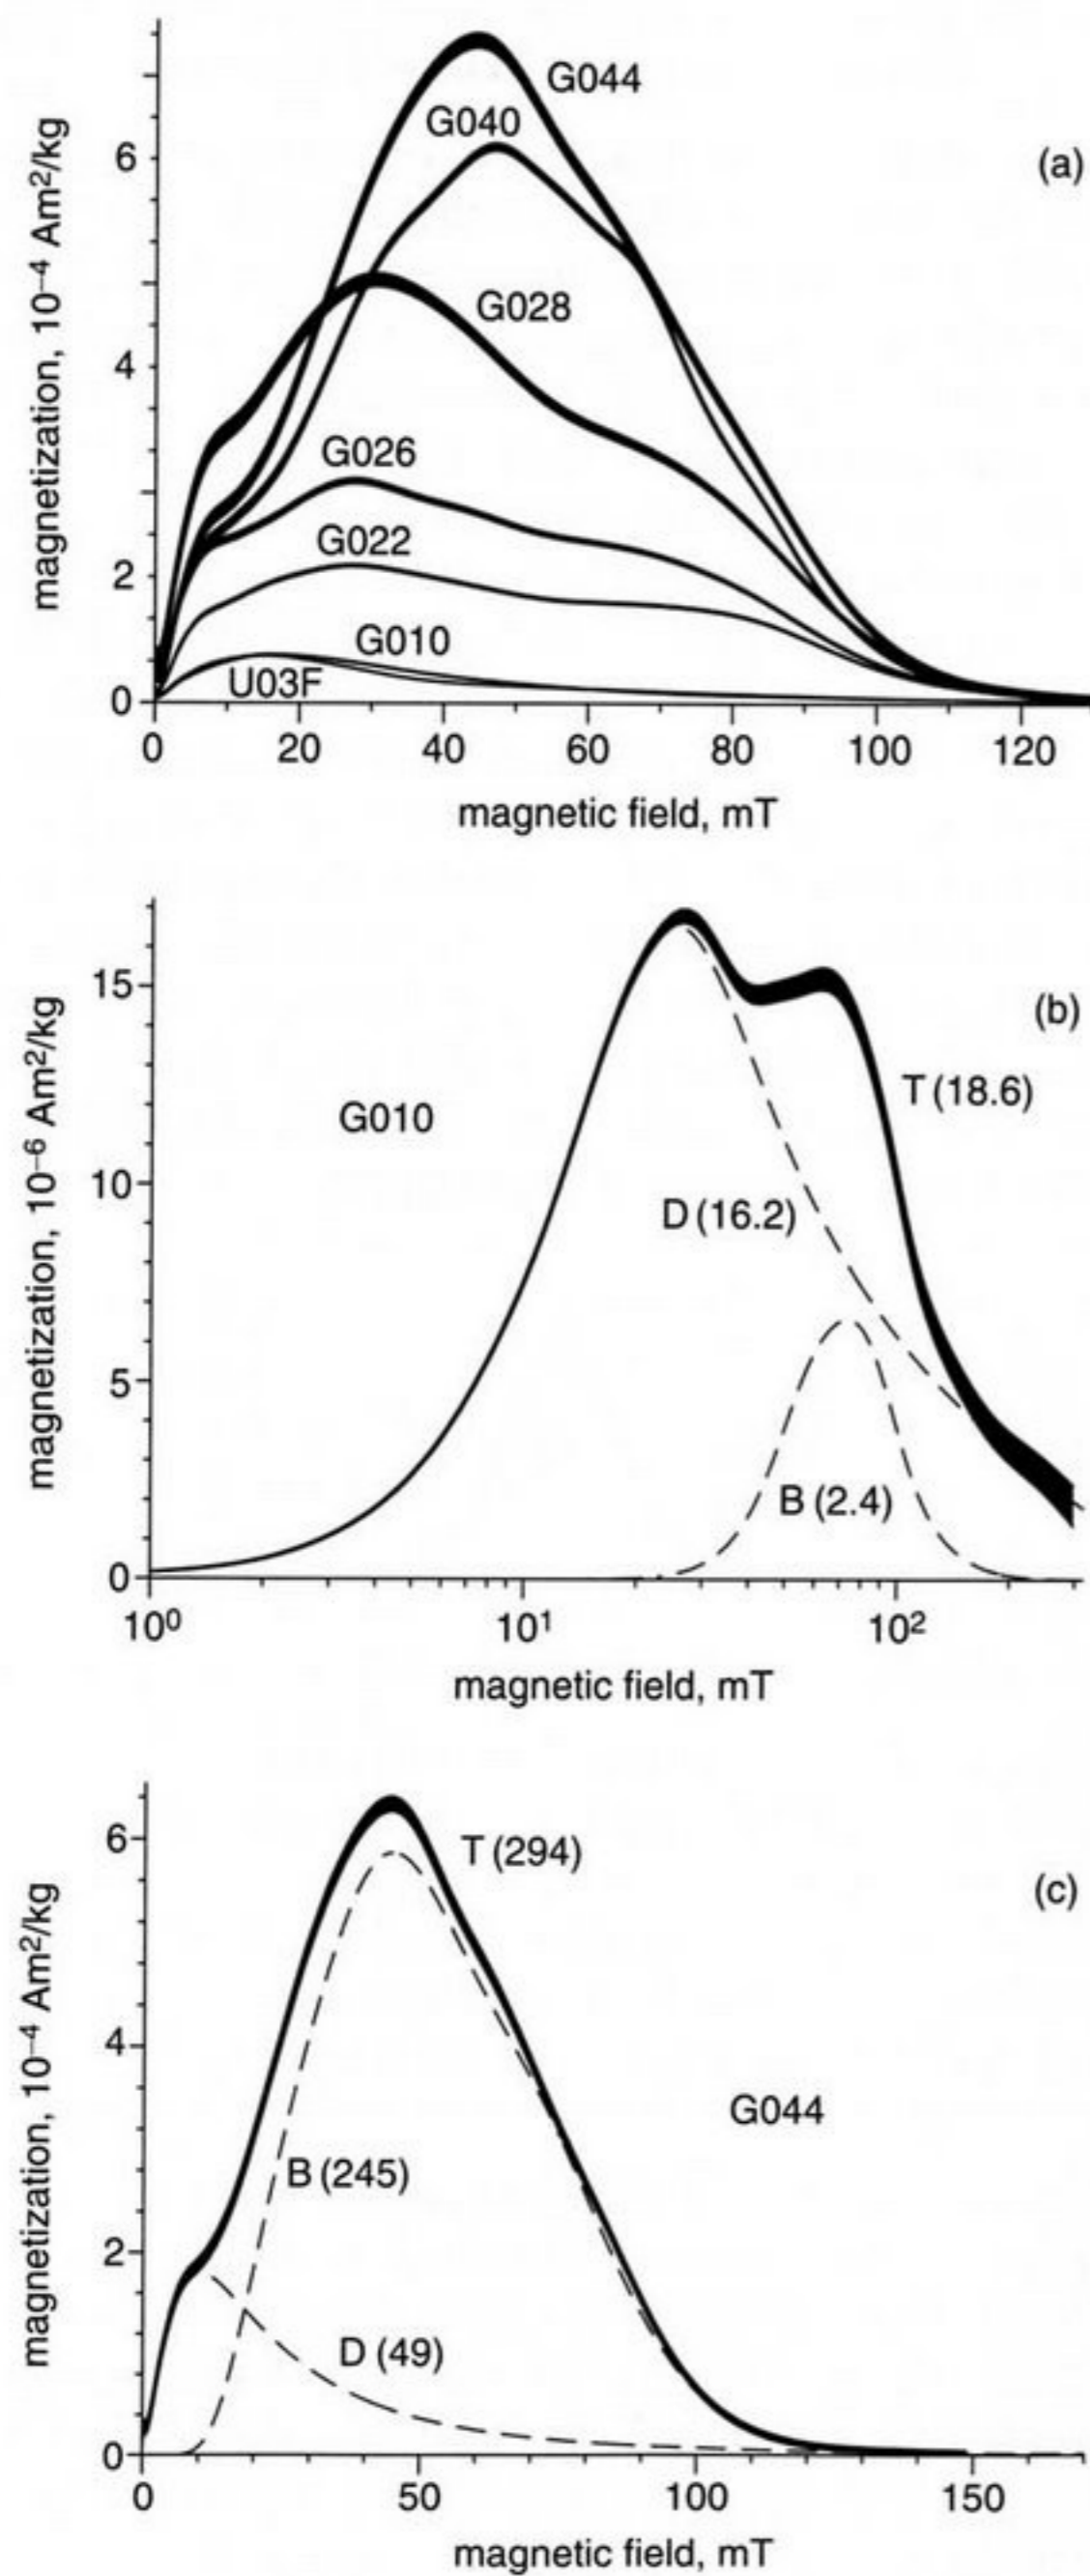 G044
G040
(a)
magnetization, 10⁻⁴ Am²/kg
6
G028
4
G026
G022
2
G010
U03F
0
0 20 40 60 80 100 120
magnetic field, mT
(b)
magnetization, 10⁻⁶ Am²/kg
15
T (18.6)
G010
10
D (16.2)
5
B (2.4)
0
10⁰ 10¹ 10²
magnetic field, mT
6
T (294)
(c)
magnetization, 10⁻⁴ Am²/kg
4
G044
B (245)
2
D (49)
0
0 50 100 150
magnetic field, mT